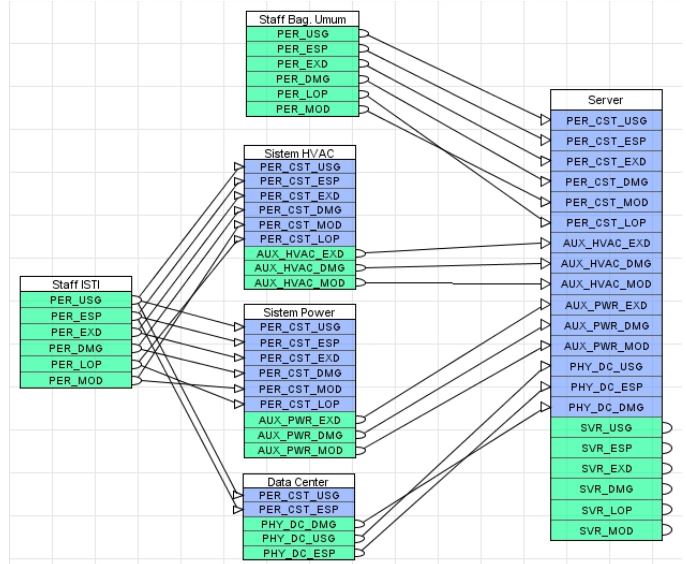 Staff Bag. Umum
PER_USG
PER_ESP
PER_EXD
PER_DMG
PER_LOP
PER_MOD
Sistem HVAC
PER_CST_USG
PER_CST_ESP
PER_CST_EXD
PER_CST_DMG
PER_CST_MOD
PER_CST_LOP
AUX_HVAC_EXD
AUX_HVAC_DMG
AUX_HVAC_MOD
Staff ISTI
PER_USG
PER_ESP
PER_EXD
PER_DMG
PER_LOP
PER_MOD
Sistem Power
PER_CST_USG
PER_CST_ESP
PER_CST_EXD
PER_CST_DMG
PER_CST_MOD
PER_CST_LOP
AUX_PWR_EXD
AUX_PWR_DMG
AUX_PWR_MOD
Data Center
PER_CST_USG
PER_CST_ESP
PHY_DC_DMG
PHY_DC_USG
PHY_DC_ESP
Server
PER_CST_USG
PER_CST_ESP
PER_CST_EXD
PER_CST_DMG
PER_CST_MOD
PER_CST_LOP
AUX_HVAC_EXD
AUX_HVAC_DMG
AUX_HVAC_MOD
AUX_PWR_EXD
AUX_PWR_DMG
AUX_PWR_MOD
PHY_DC_USG
PHY_DC_ESP
PHY_DC_DMG
SVR_USG
SVR_ESP
SVR_EXD
SVR_DMG
SVR_LOP
SVR_MOD